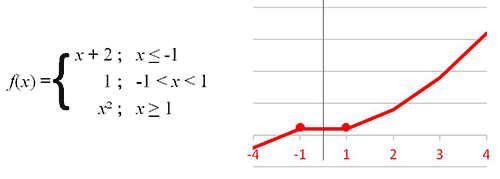 x + 2 ; x ≤ -1
f(x) = { 1 ; -1 < x < 1
x² ; x ≥ 1
-4 -1 1 2 3 4